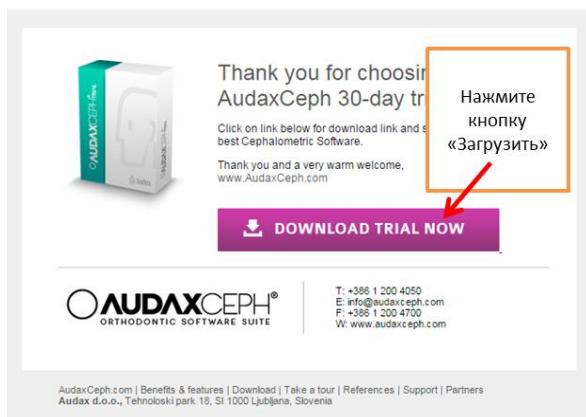 Thank you for choosin
AudaxCeph 30-day tr
Click on link below for download link and s
best Cephalometric Software.
Thank you and a very warm welcome,
www.AudaxCeph.com
Нажмите
кнопку
«Загрузить»
DOWNLOAD TRIAL NOW
AUDAXCEPH
Audax
AUDAXCEPH®
ORTHODONTIC SOFTWARE SUITE
T: +386 1 200 4050
E: info@audaxceph.com
F: +386 1 200 4700
W: www.audaxceph.com
AudaxCeph.com | Benefits & features | Download | Take a tour | References | Support | Partners
Audax d.o.o., Tehnoloski park 18, SI 1000 Ljubljana, Slovenia